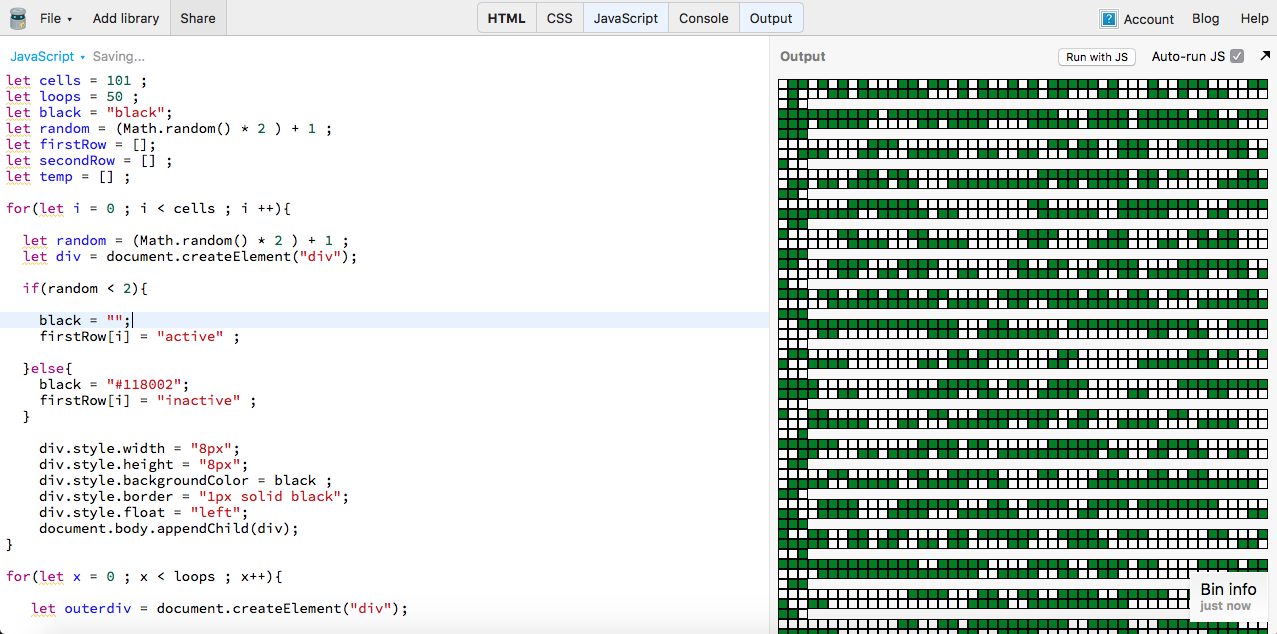 File ▾ Add library Share HTML CSS JavaScript Console Output ? Account Blog Help
JavaScript ▾ Saving...
Output Run with JS Auto-run JS
let cells = 101 ;
let loops = 50 ;
let black = "black";
let random = (Math.random() * 2 ) + 1 ;
let firstRow = [];
let secondRow = [] ;
let temp = [] ;
for(let i = 0 ; i < cells ; i ++){
let random = (Math.random() * 2 ) + 1 ;
let div = document.createElement("div");
if(random < 2){
black = "";
firstRow[i] = "active" ;
}else{
black = "#118002";
firstRow[i] = "inactive" ;
}
div.style.width = "8px";
div.style.height = "8px";
div.style.backgroundColor = black ;
div.style.border = "1px solid black";
div.style.float = "left";
document.body.appendChild(div);
}
for(let x = 0 ; x < loops ; x++){
let outerdiv = document.createElement("div");
Bin info
just now